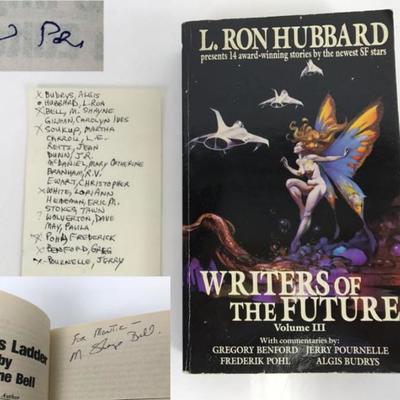 L. RON HUBBARD
presents 14 award-winning stories by the newest SF stars
WRITERS OF
THE FUTURE
Volume III
With commentaries by:
GREGORY BENFORD JERRY POURNELLE
FREDERIK POHL ALGIS BUDRYS
X BUDRYS, ALGIS
HUBBARD, L. RON
X BELL, M. SHAYNE
GILMAN, CAROLYN IVES
X SOUKUP, MARTHA
CARROLL, L.E.
REITZ, JEAN
DUNN, J.R.
McDANIEL, MARY CATHERINE
BRANHAM, R.V.
EWART, CHRISTOPHER
X WHITE, LORI ANN
HEIDEMAN, ERIC M.
STOKES, TAWN
? WOLVERTON, DAVE
MAY, PAULA
X POHL, FREDERICK
X BENFORD, GREG
X POURNELLE, JERRY
s Ladder
by
ne Bell
Author
For
M. Shayne Bell